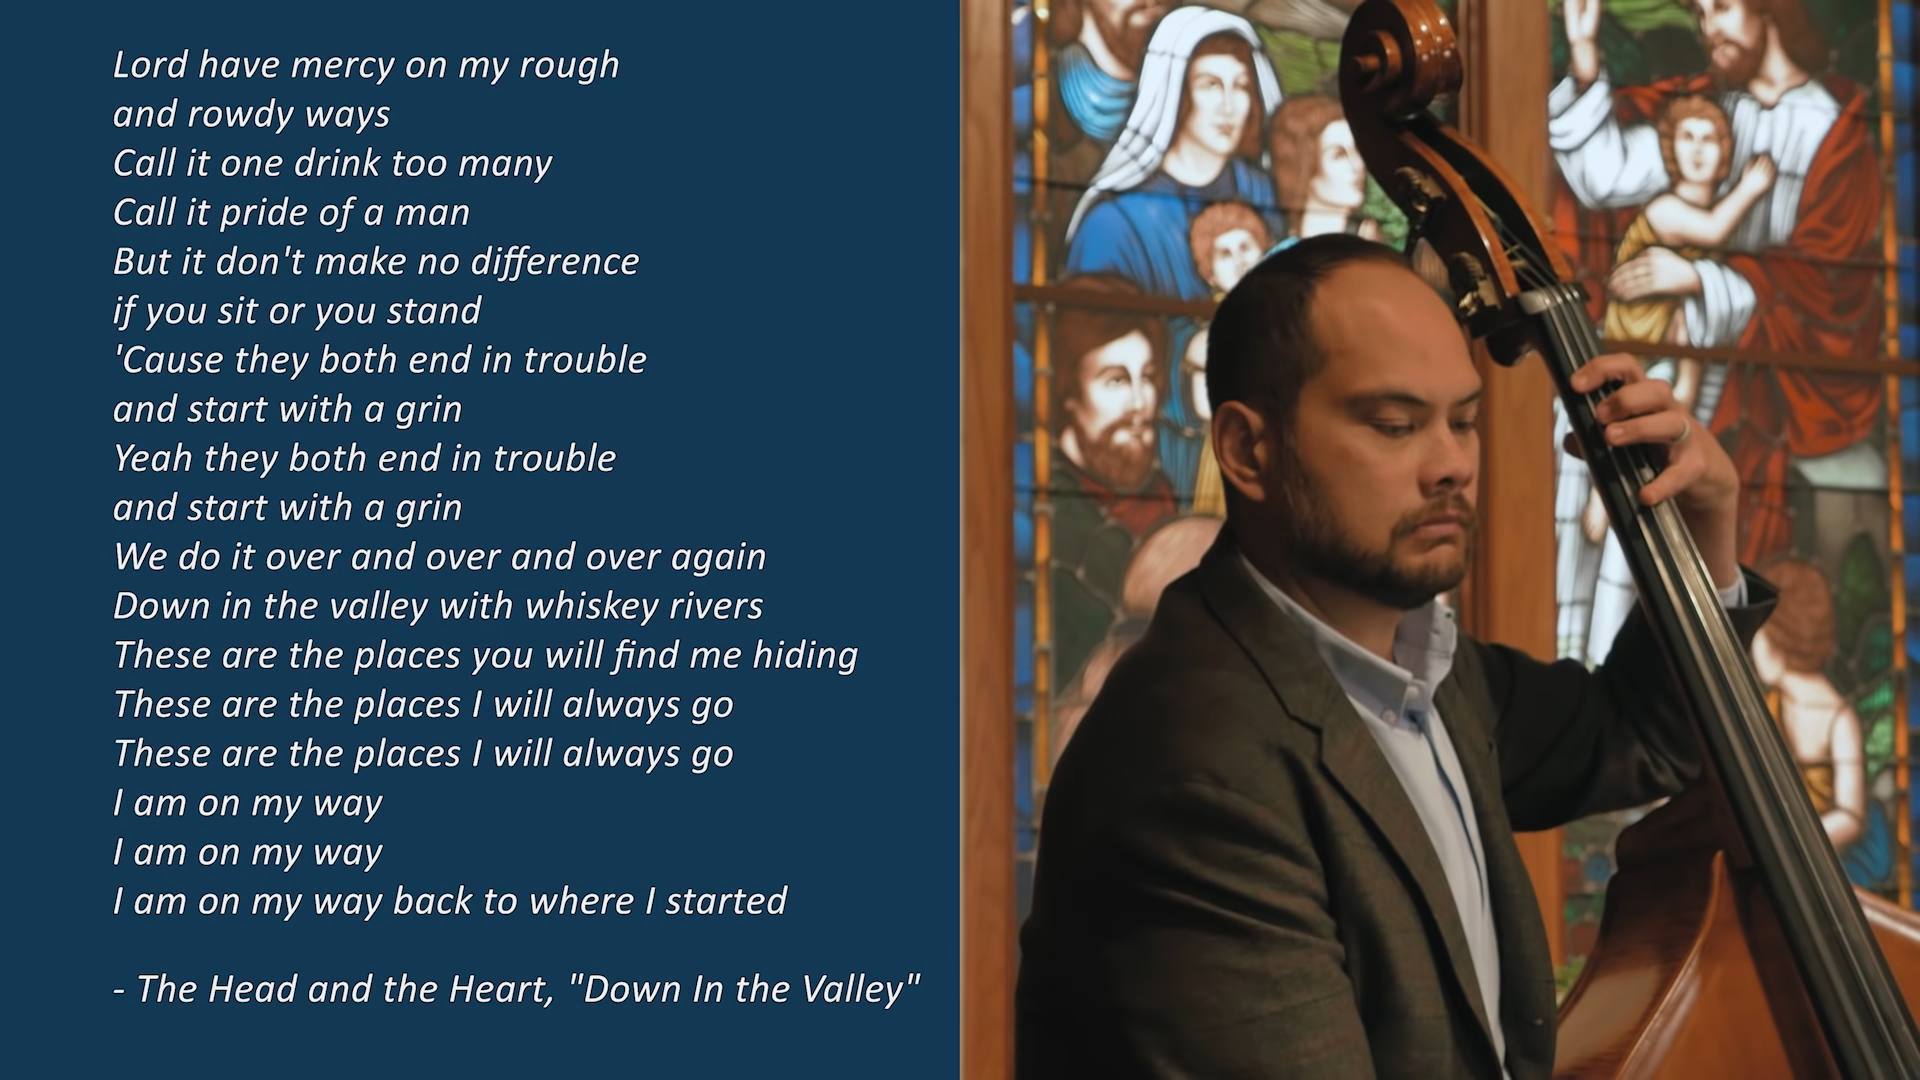 Lord have mercy on my rough
and rowdy ways
Call it one drink too many
Call it pride of a man
But it don't make no difference
if you sit or you stand
'Cause they both end in trouble
and start with a grin
Yeah they both end in trouble
and start with a grin
We do it over and over and over again
Down in the valley with whiskey rivers
These are the places you will find me hiding
These are the places I will always go
These are the places I will always go
I am on my way
I am on my way
I am on my way back to where I started
- The Head and the Heart, "Down In the Valley"